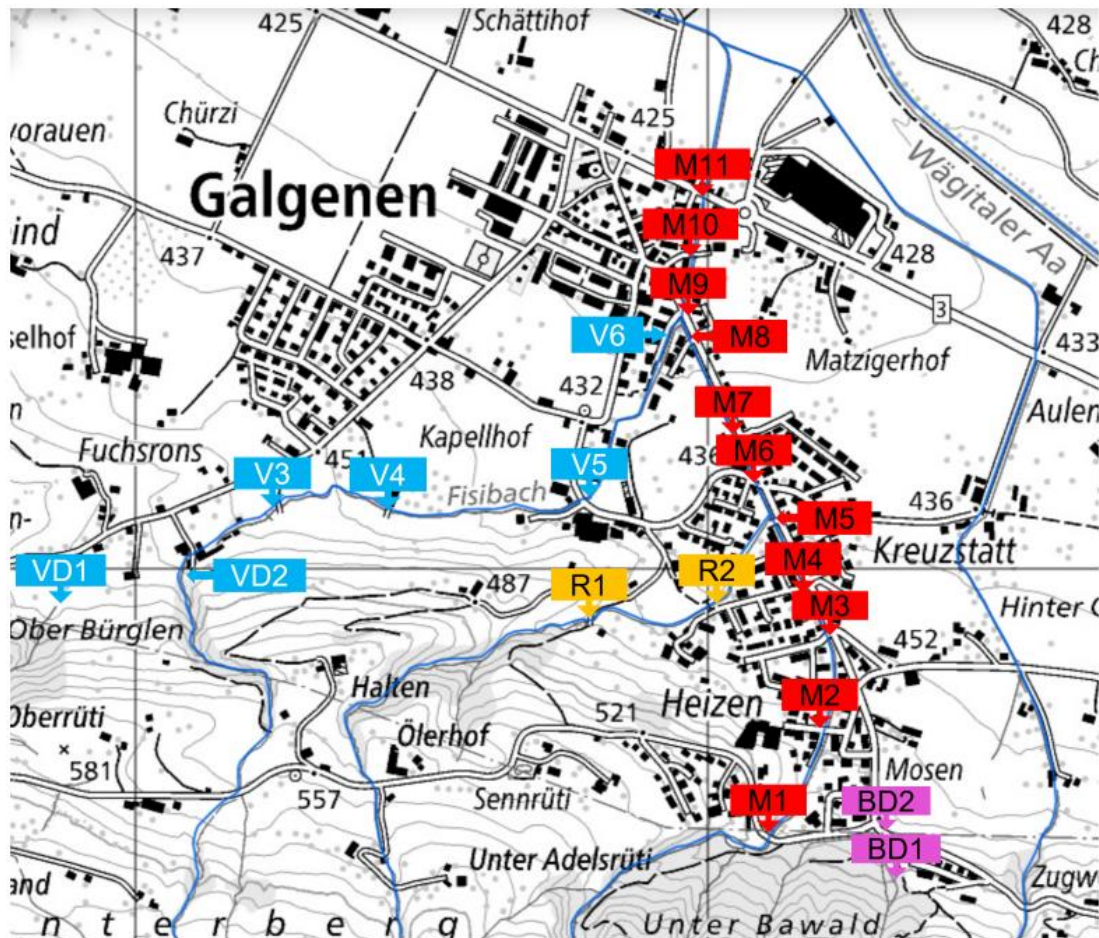 425
Schättihof
428
Ch
Chürzi
425
vorauen
M11
Wägitaler Aa
Galgenen
ind
M10
437
428
M9
3
selhof
V6
M8
433
438
432
Matzigerhof
M7
Aulen
Fuchsrons
Kapellhof
451
436
M6
V3
V4
V5
Fisibach
436
n-
M5
Kreuzstatt
VD1
VD2
M4
487
R1
R2
M3
Hinter G
Ober Bürglen
452
Halten
Heizen
M2
Oberrüti
521
Ölerhof
581
Mosen
557
Sennrüti
M1
BD2
Unter Adelsrüti
BD1
and
Zugw
n t e r b e r g
Unter Bawald